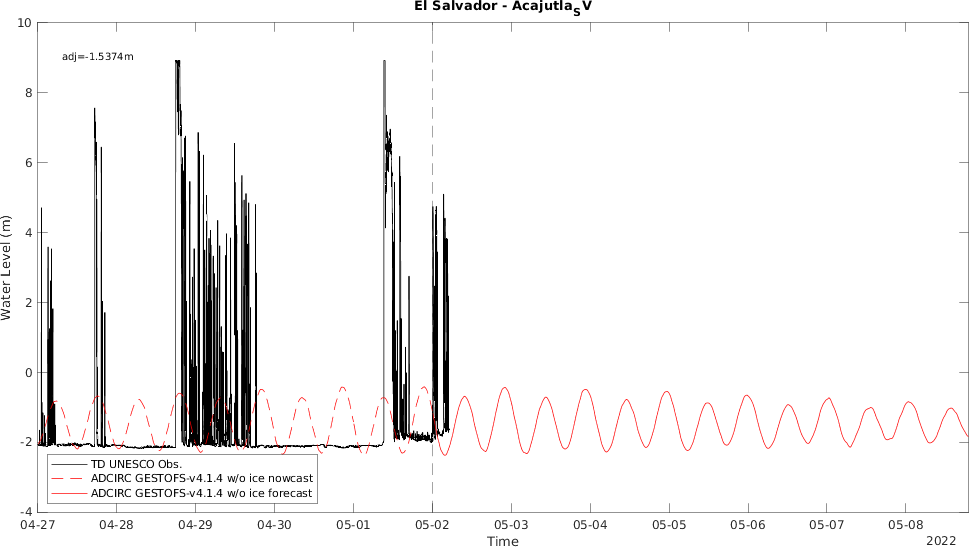 El Salvador - Acajutla_SV
adj=-1.5374m
10
8
6
4
2
0
-2
-4
Water Level (m)
TD UNESCO Obs.
ADCIRC GESTOFS-v4.1.4 w/o ice nowcast
ADCIRC GESTOFS-v4.1.4 w/o ice forecast
04-27 04-28 04-29 04-30 05-01 05-02 05-03 05-04 05-05 05-06 05-07 05-08
Time
2022